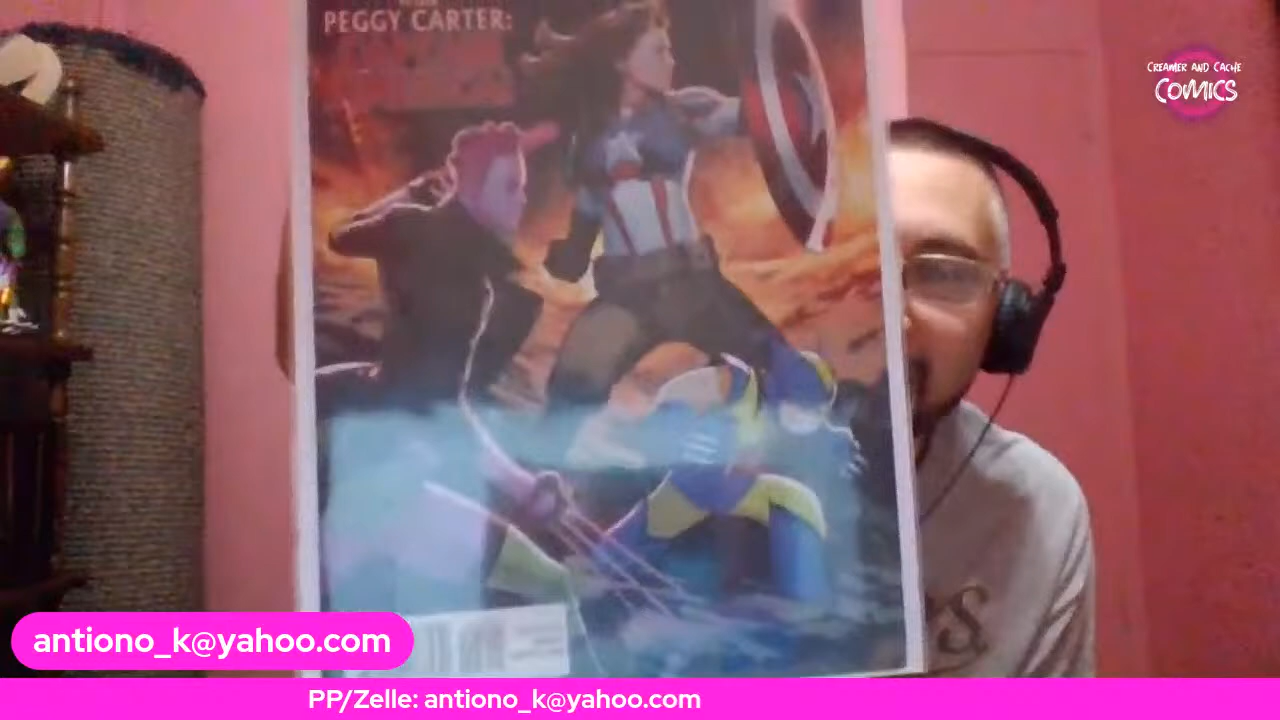 PEGGY CARTER:
CREAMER AND CACHE
COMICS
antiono_k@yahoo.com
PP/Zelle: antiono_k@yahoo.com